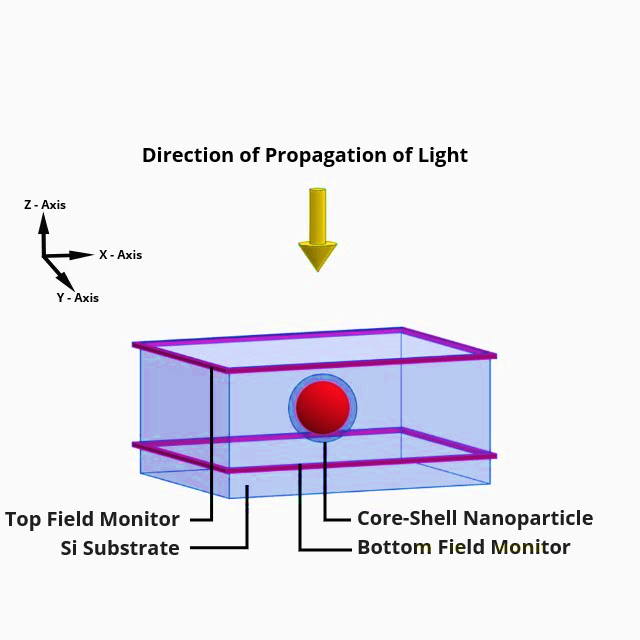 Direction of Propagation of Light
Z - Axis
X - Axis
Y - Axis
Top Field Monitor
Core-Shell Nanoparticle
Si Substrate
Bottom Field Monitor